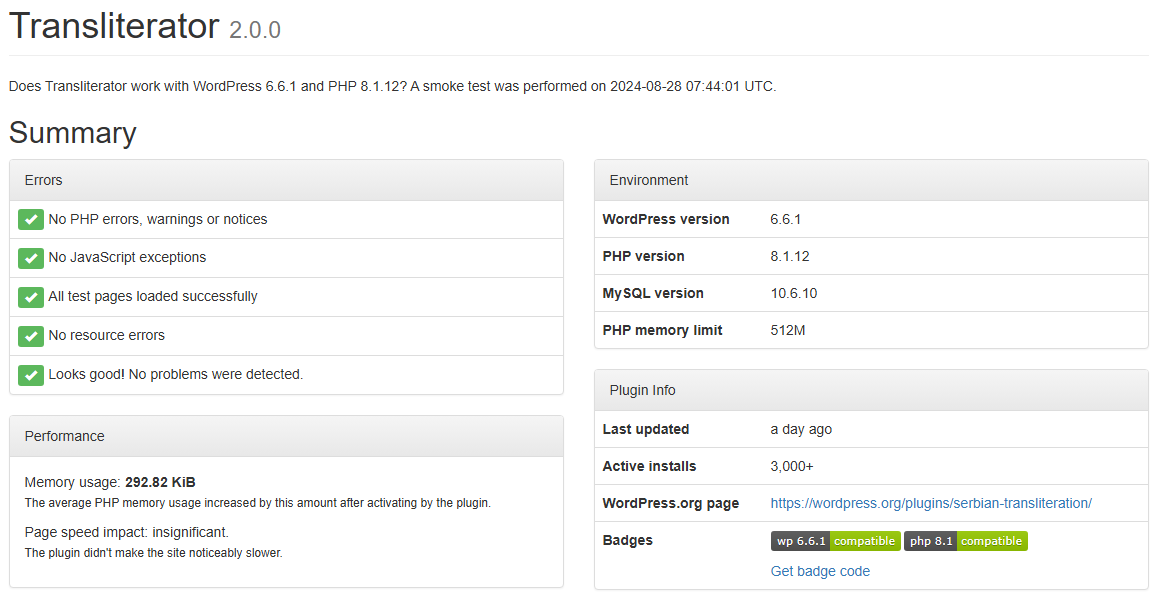 Transliterator 2.0.0
Does Transliterator work with WordPress 6.6.1 and PHP 8.1.12? A smoke test was performed on 2024-08-28 07:44:01 UTC.
Summary
Errors
No PHP errors, warnings or notices
No JavaScript exceptions
All test pages loaded successfully
No resource errors
Looks good! No problems were detected.
Performance
Memory usage: 292.82 KiB
The average PHP memory usage increased by this amount after activating by the plugin.
Page speed impact: insignificant.
The plugin didn't make the site noticeably slower.
Environment
WordPress version 6.6.1
PHP version 8.1.12
MySQL version 10.6.10
PHP memory limit 512M
Plugin Info
Last updated a day ago
Active installs 3,000+
WordPress.org page https://wordpress.org/plugins/serbian-transliteration/
Badges wp 6.6.1 compatible php 8.1 compatible
Get badge code